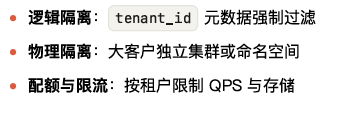 • 逻辑隔离：tenant_id 元数据强制过滤
• 物理隔离：大客户独立集群或命名空间
• 配额与限流：按租户限制 QPS 与存储